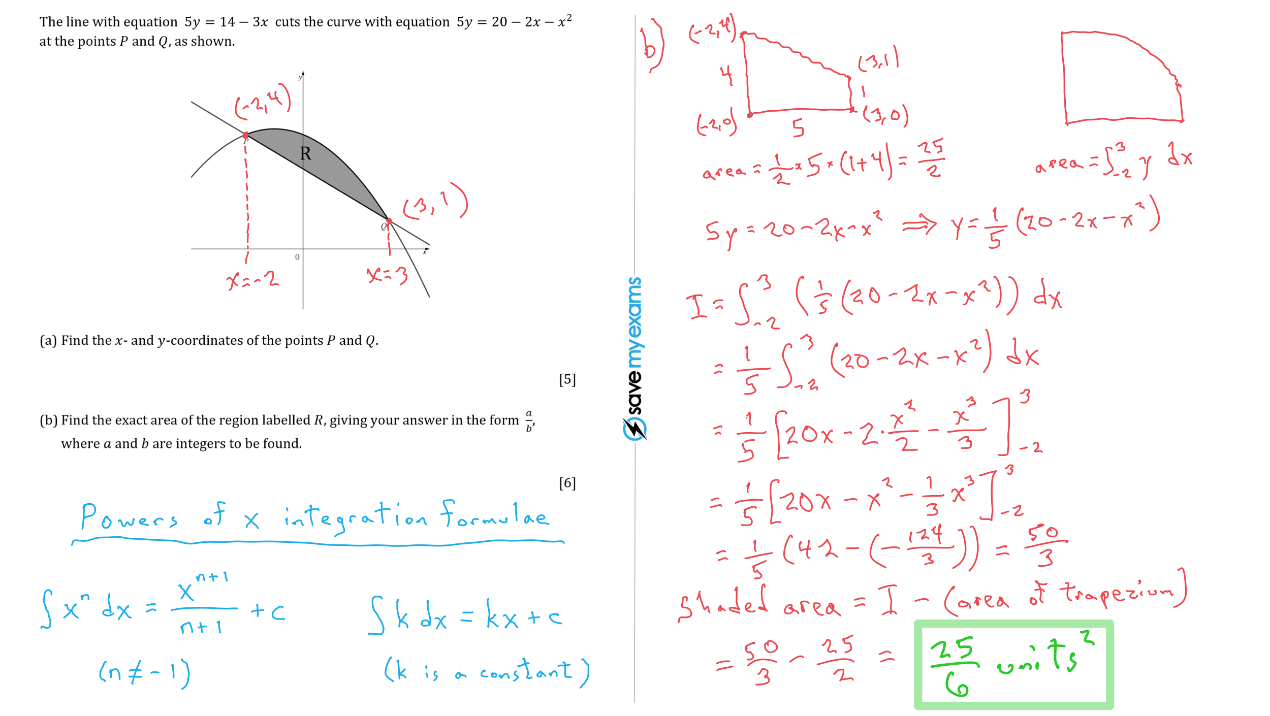 The line with equation 5y = 14 − 3x cuts the curve with equation 5y = 20 − 2x − x²
at the points P and Q, as shown.
y
(-2,4)
P
R
(3,1)
Q
0
x
x=-2
x=3
(a) Find the x- and y-coordinates of the points P and Q.
[5]
(b) Find the exact area of the region labelled R, giving your answer in the form a/b,
where a and b are integers to be found.
[6]
Powers of x integration formulae
∫xⁿ dx = xⁿ⁺¹/(n+1) + c
(n ≠ -1)
∫k dx = kx + c
(k is a constant)
savemyexams
b)
(-2,4)
(3,1)
4
1
(-2,0)
(3,0)
5
area = 1/2 * 5 * (1+4) = 25/2
area = ∫₋₂³ y dx
5y = 20-2x-x² ⇒ y = 1/5 (20-2x-x²)
I = ∫₋₂³ (1/5 (20-2x-x²)) dx
= 1/5 ∫₋₂³ (20-2x-x²) dx
= 1/5 [20x - 2·x²/2 - x³/3]₋₂³
= 1/5 [20x - x² - 1/3 x³]₋₂³
= 1/5 (42 - (-124/3)) = 50/3
Shaded area = I - (area of trapezium)
= 50/3 - 25/2 = 25/6 units²